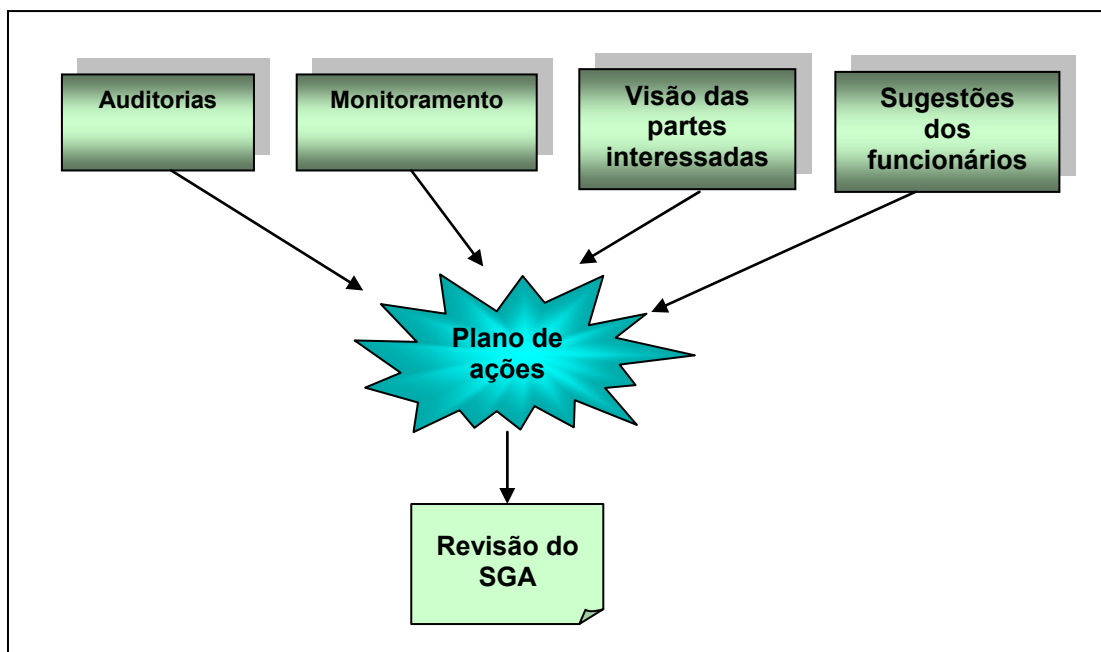 Auditorias
Monitoramento
Visão das
partes
interessadas
Sugestões
dos
funcionários
Plano de
ações
Revisão do
SGA